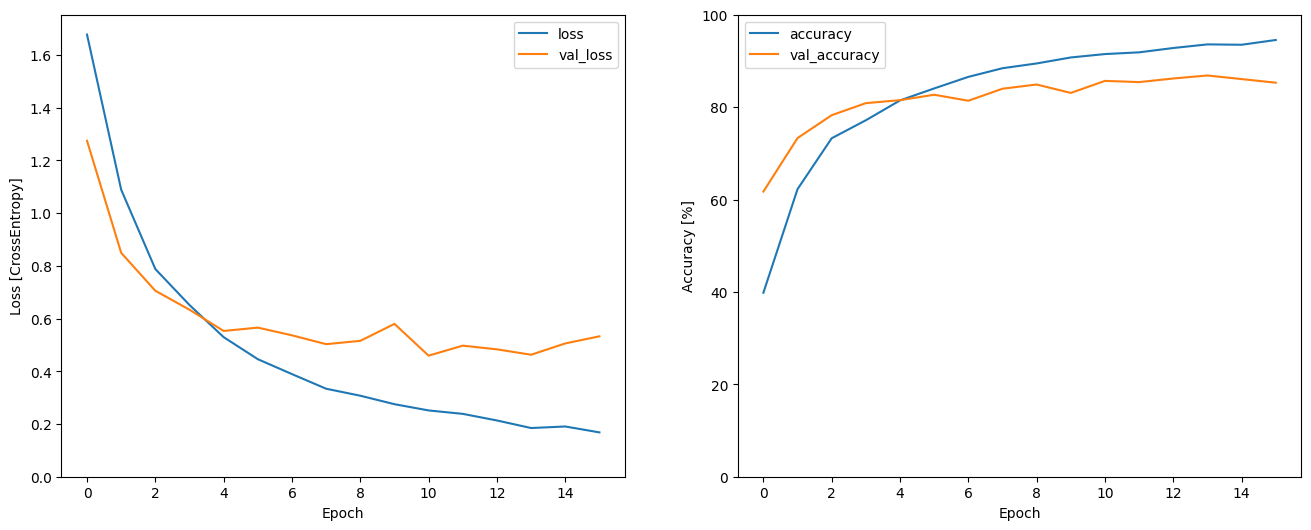 loss
val_loss
1.6
1.4
1.2
1.0
0.8
0.6
0.4
0.2
0.0
0 2 4 6 8 10 12 14
Loss [CrossEntropy]
Epoch
accuracy
val_accuracy
100
80
60
40
20
0
0 2 4 6 8 10 12 14
Accuracy [%]
Epoch